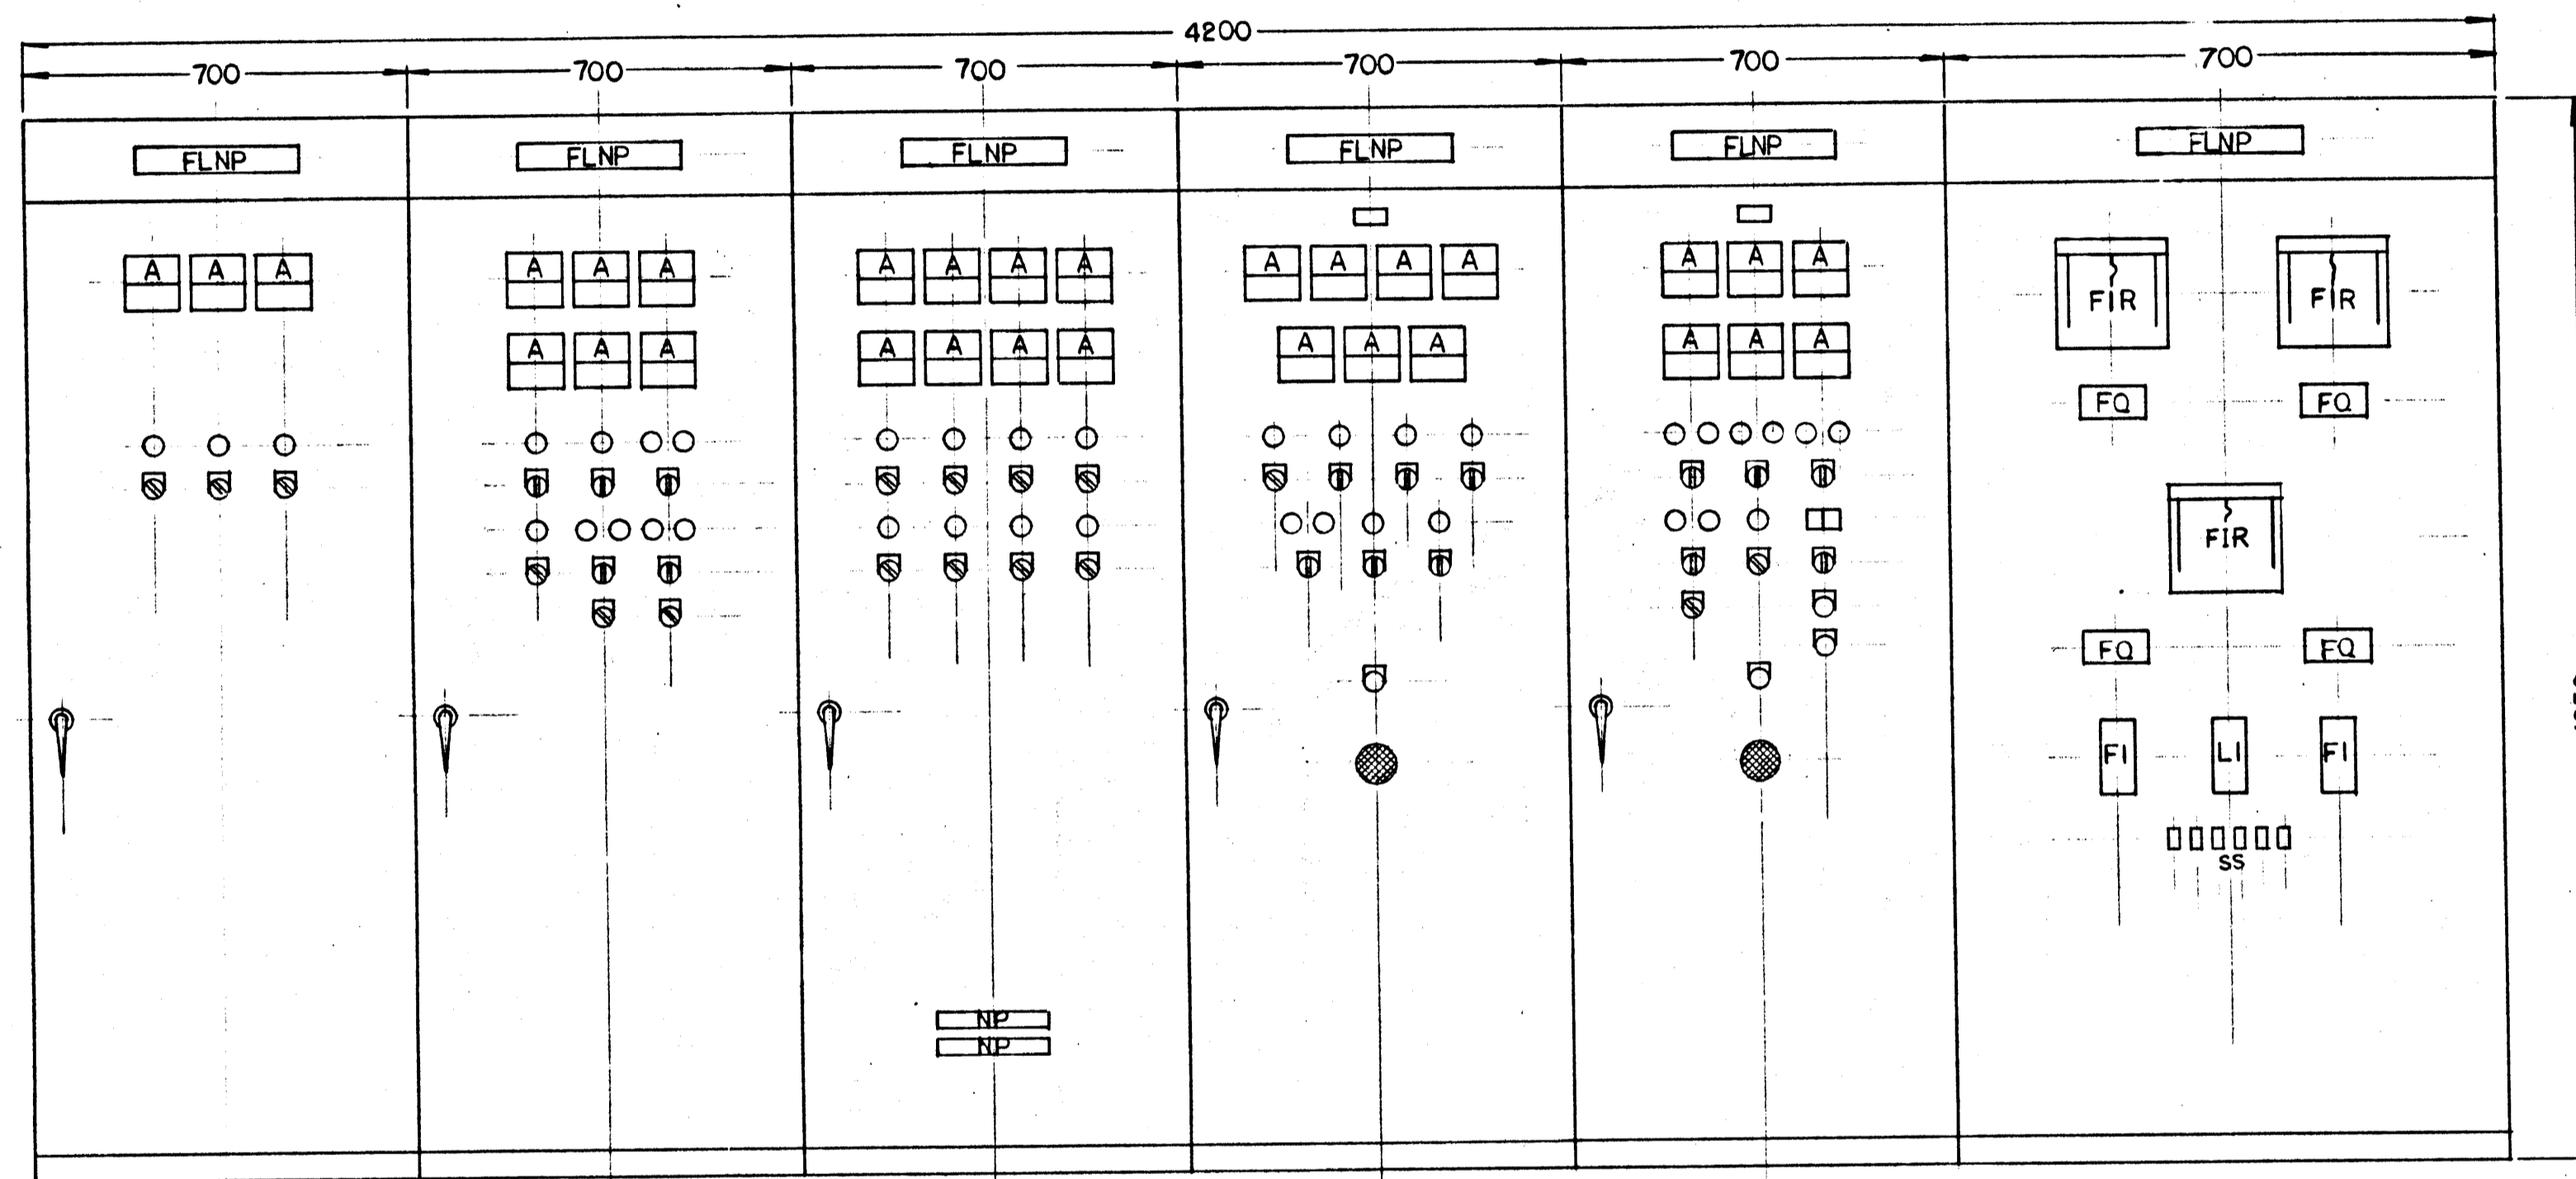 4200
700 700 700 700 700 700
FLNP FLNP FLNP FLNP FLNP FLNP
A A A A A A A A A A A A A A A A A
FIR FIR
A A A A A A A A A A A A A
FQ FQ
FIR
FQ FQ
FI LI FI
SS
NP
NP